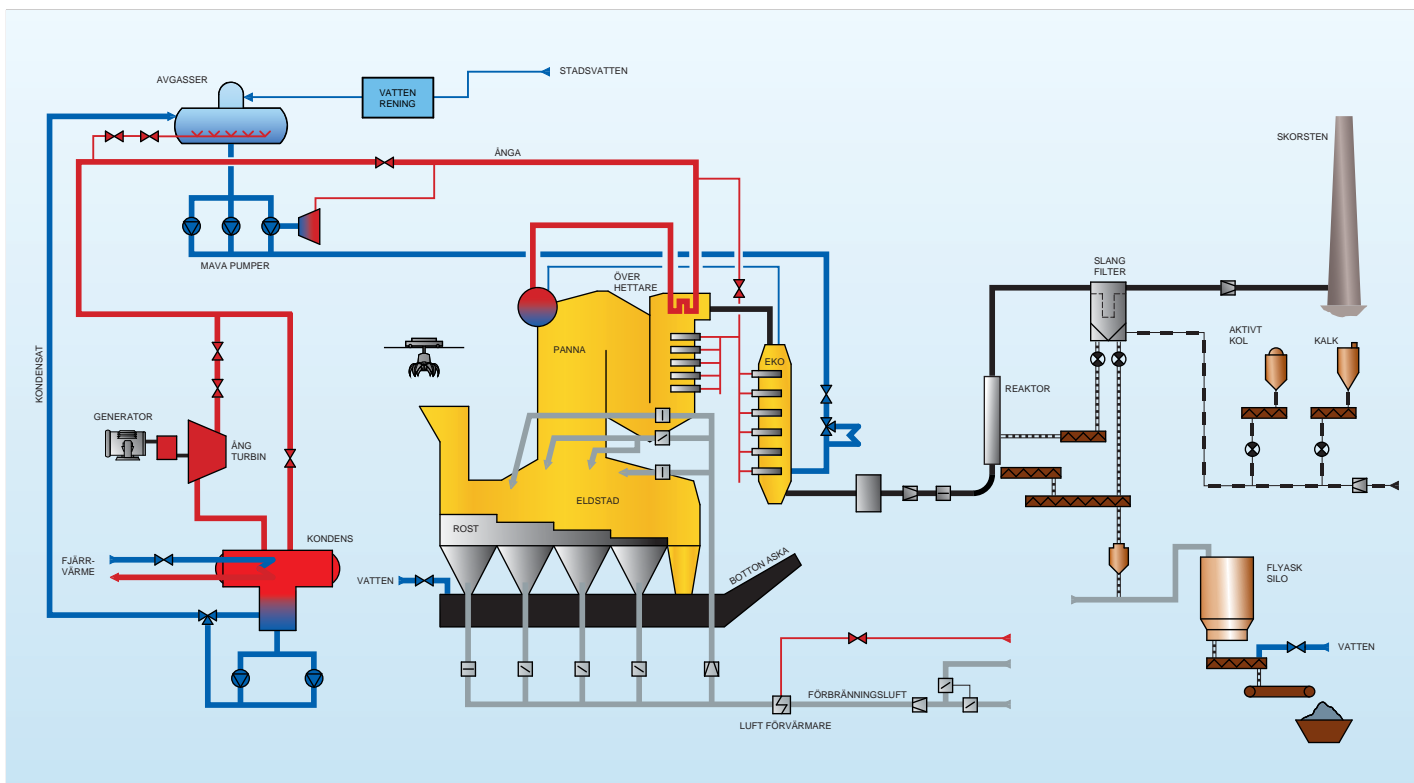 AVGASSER
VATTEN
RENING
STADSVATTEN
SKORSTEN
ÅNGA
MAVA PUMPER
ÖVER
HETTARE
SLANG
FILTER
AKTIVT
KOL
KALK
PANNA
EKO
KONDENSAT
REAKTOR
GENERATOR
ÅNG
TURBIN
ELDSTAD
ROST
KONDENS
FJÄRR-
VÄRME
VATTEN
BOTTON ASKA
FLYASK
SILO
VATTEN
FÖRBRÄNNINGSLUFT
LUFT FÖRVÄRMARE